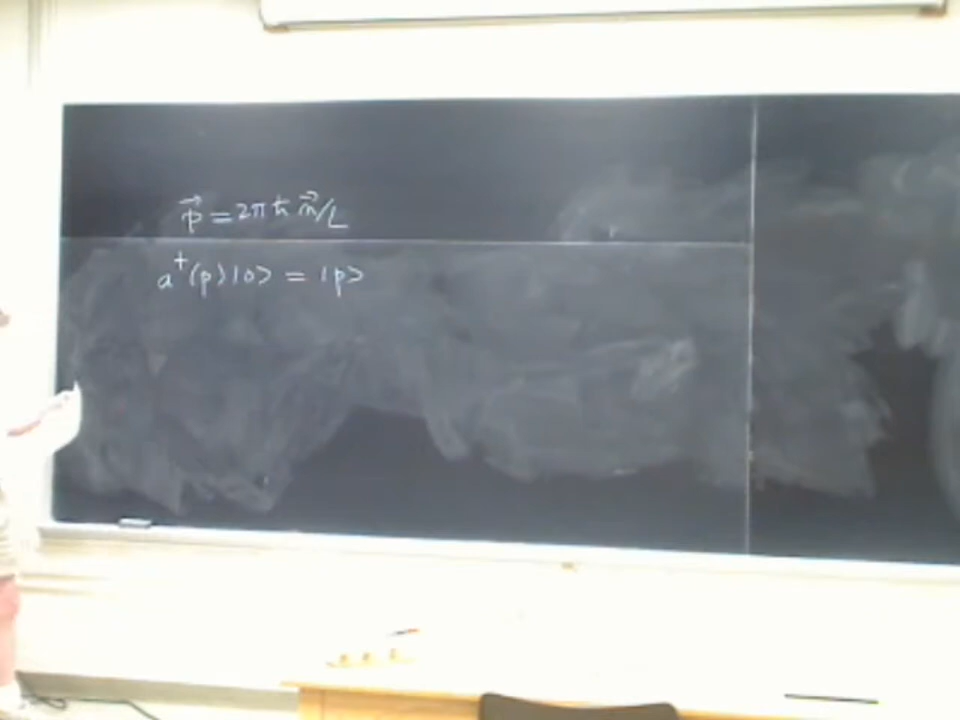 p⃗ = 2πħ n⃗/L
a⁺(p)|0> = |p>